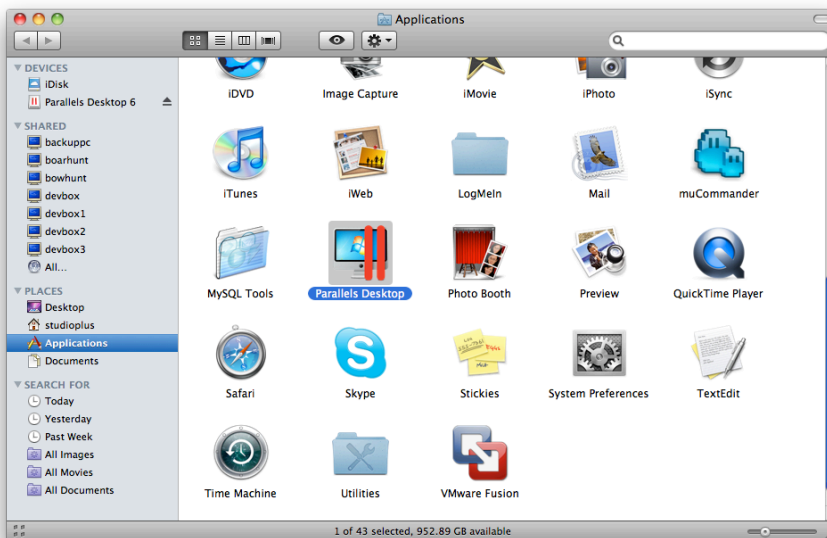 Applications
DEVICES
iDisk
Parallels Desktop 6
SHARED
backuppc
boarhunt
bowhunt
devbox
devbox1
devbox2
devbox3
All...
PLACES
Desktop
studioplus
Applications
Documents
SEARCH FOR
Today
Yesterday
Past Week
All Images
All Movies
All Documents
iDVD Image Capture iMovie iPhoto iSync
iTunes iWeb LogMeIn Mail muCommander
MySQL Tools Parallels Desktop Photo Booth Preview QuickTime Player
Safari Skype Stickies System Preferences TextEdit
Time Machine Utilities VMware Fusion
1 of 43 selected, 952.89 GB available